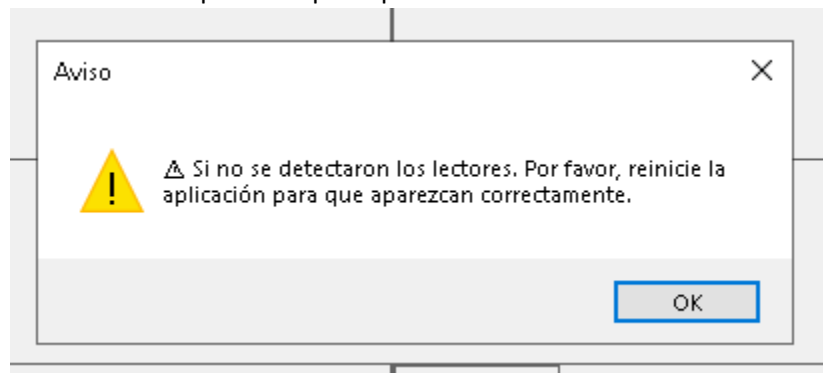 Aviso
⚠ Si no se detectaron los lectores. Por favor, reinicie la
aplicación para que aparezcan correctamente.
OK